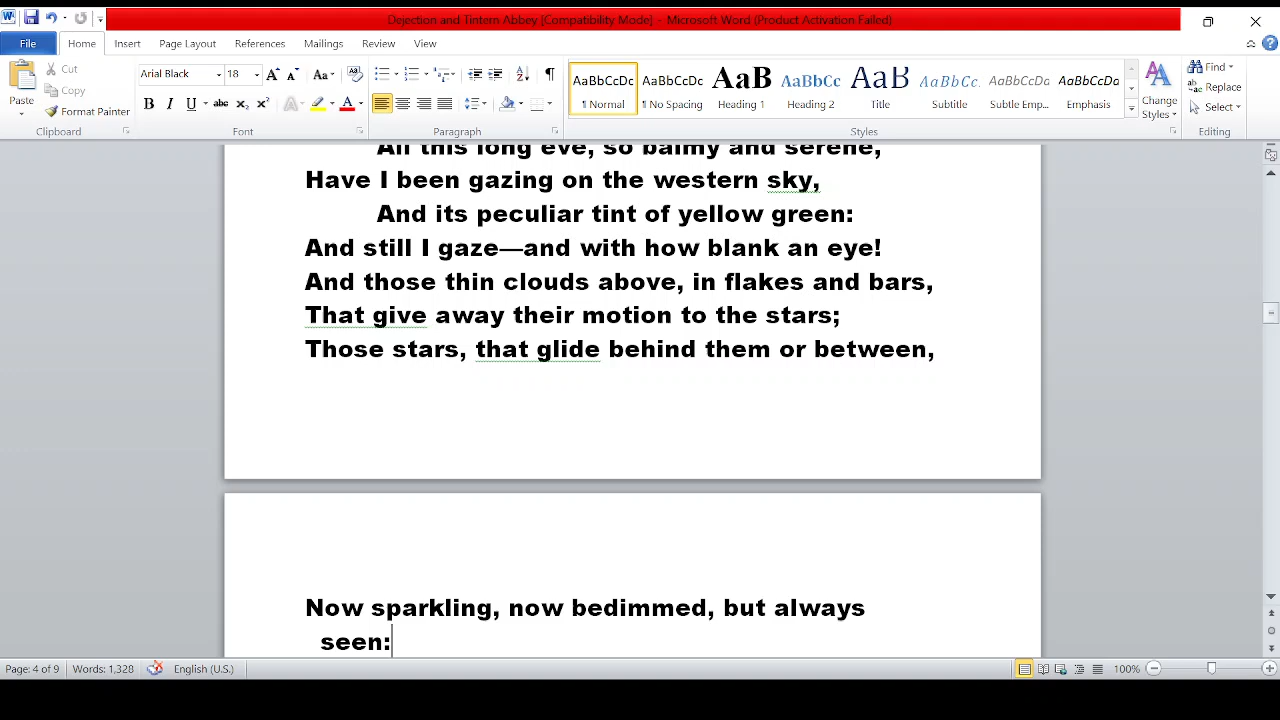 Dejection and Tintern Abbey [Compatibility Mode] - Microsoft Word (Product Activation Failed)
File Home Insert Page Layout References Mailings Review View
Paste
Cut
Copy
Format Painter
Clipboard
Arial Black 18
Font
Paragraph
AaBbCcDc AaBbCcDc AaB AaBbCc AaB AaBbCc. AaBbCcDc AaBbCcDc
¶ Normal ¶ No Spacing Heading 1 Heading 2 Title Subtitle Subtle Em... Emphasis
Change Styles
Styles
Find
Replace
Select
Editing
All this long eve, so balmy and serene,
Have I been gazing on the western sky,
And its peculiar tint of yellow green:
And still I gaze—and with how blank an eye!
And those thin clouds above, in flakes and bars,
That give away their motion to the stars;
Those stars, that glide behind them or between,
Now sparkling, now bedimmed, but always
seen:
Page: 4 of 9 Words: 1,328 English (U.S.) 100%